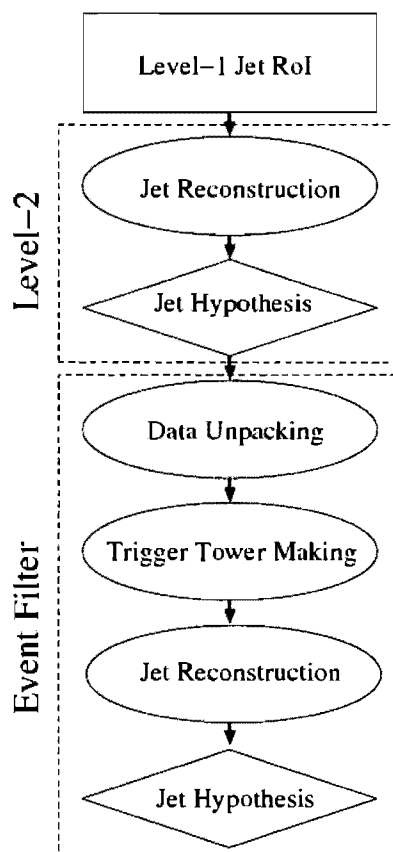 Level-1 Jet RoI
Level-2
Jet Reconstruction
Jet Hypothesis
Event Filter
Data Unpacking
Trigger Tower Making
Jet Reconstruction
Jet Hypothesis